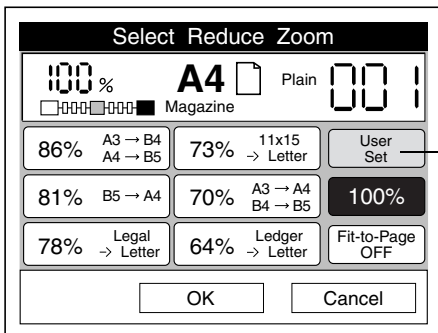 Select Reduce Zoom
100 % A4 Plain 001
Magazine
86% A3 → B4
A4 → B5
73% 11x15
→ Letter
User
Set
81% B5 → A4
70% A3 → A4
B4 → B5
100%
78% Legal
→ Letter
64% Ledger
→ Letter
Fit-to-Page
OFF
OK Cancel